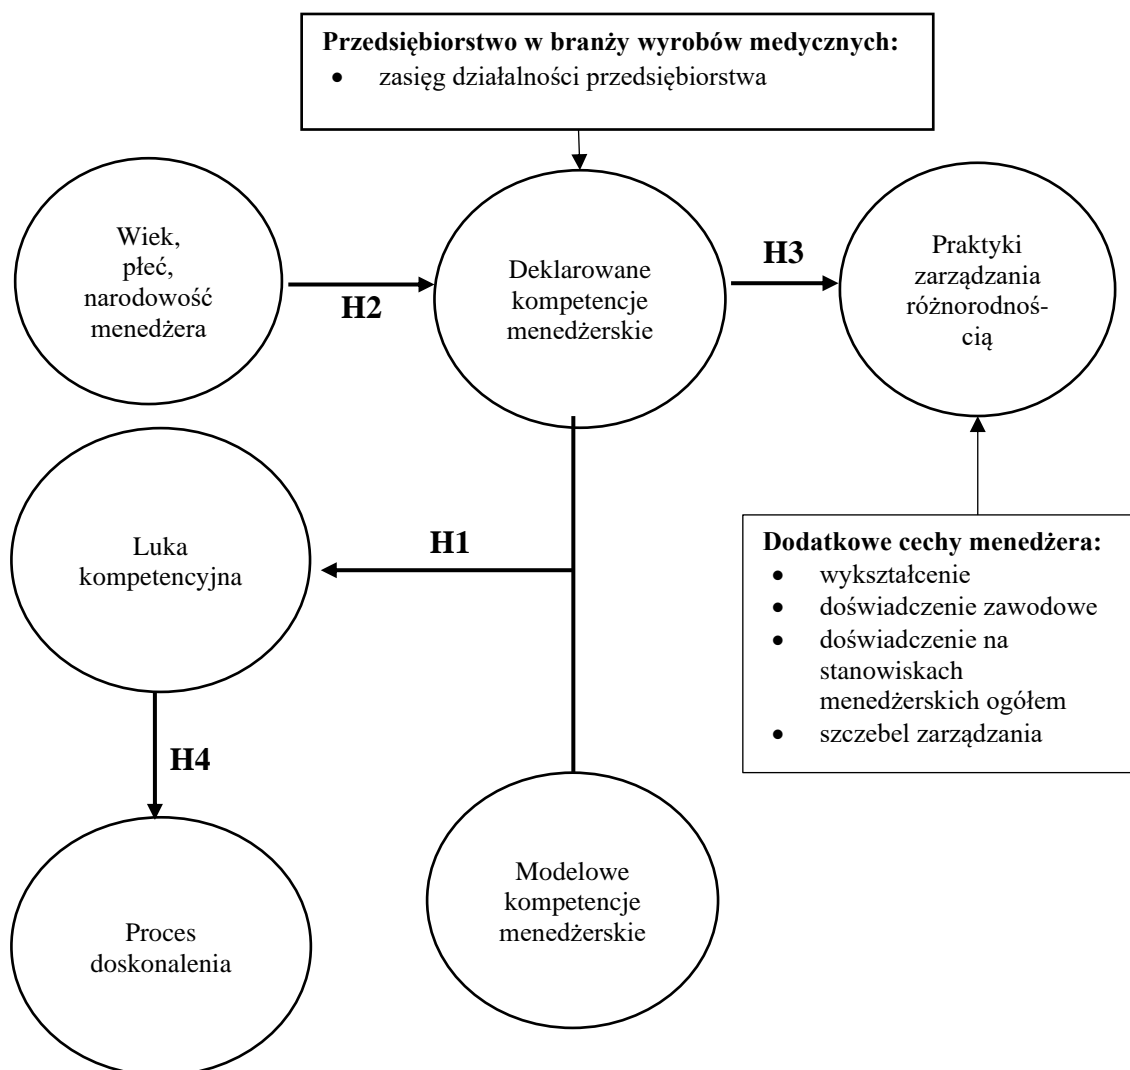 Przedsiębiorstwo w branży wyrobów medycznych:
• zasięg działalności przedsiębiorstwa
Wiek,
płeć,
narodowość
menedżera
H2
Deklarowane
kompetencje
menedżerskie
H3
Praktyki
zarządzania
różnorodnoś-
cią
Luka
kompetencyjna
H1
Dodatkowe cechy menedżera:
• wykształcenie
• doświadczenie zawodowe
• doświadczenie na
stanowiskach
menedżerskich ogółem
• szczebel zarządzania
H4
Modelowe
kompetencje
menedżerskie
Proces
doskonalenia